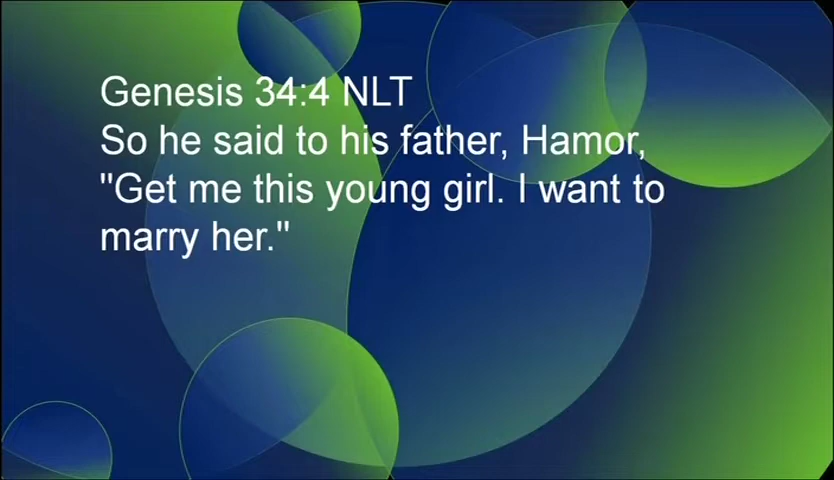 Genesis 34:4 NLT
So he said to his father, Hamor,
"Get me this young girl. I want to
marry her."